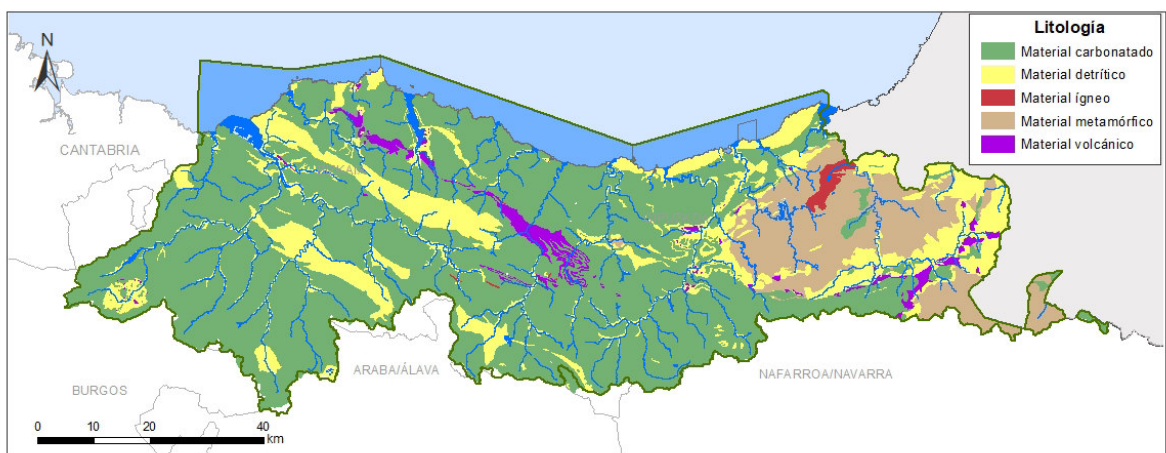 N
Litología
Material carbonatado
Material detrítico
Material ígneo
Material metamórfico
Material volcánico
CANTABRIA
BURGOS
ARABA/ÁLAVA
NAFARROA/NAVARRA
0 10 20 40
km